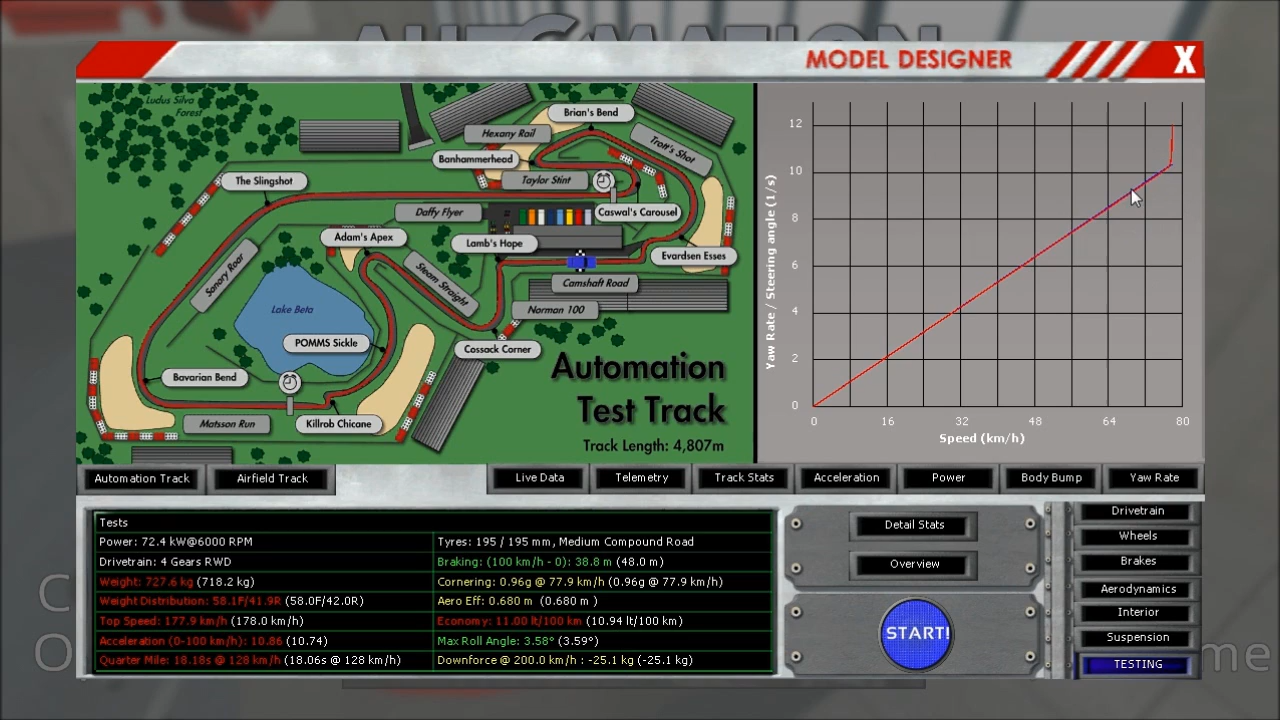 AUTOMATION
MODEL DESIGNER
X
Ludus Silva
Forest
Brian's Bend
Hexany Rail
Trott's Shot
Banhammerhead
Taylor Stint
The Slingshot
Daffy Flyer
Caswal's Carousel
Adam's Apex
Lamb's Hope
Evardsen Esses
Sanary Roar
Steam Straight
Camshaft Road
Lake Beta
Norman 100
POMMS Sickle
Cossack Corner
Bavarian Bend
Matsson Run
Killrob Chicane
Automation
Test Track
Track Length: 4,807m
Yaw Rate / Steering angle (1/s)
12
10
8
6
4
2
0
0 16 32 48 64 80
Speed (km/h)
Automation Track
Airfield Track
Live Data
Telemetry
Track Stats
Acceleration
Power
Body Bump
Yaw Rate
Tests
Power: 72.4 kW@6000 RPM
Tyres: 195 / 195 mm, Medium Compound Road
Drivetrain: 4 Gears RWD
Braking: (100 km/h - 0): 38.8 m (48.0 m)
Weight: 727.6 kg (718.2 kg)
Cornering: 0.96g @ 77.9 km/h (0.96g @ 77.9 km/h)
Weight Distribution: 58.1F/41.9R (58.0F/42.0R)
Aero Eff: 0.680 m (0.680 m )
Top Speed: 177.9 km/h (178.0 km/h)
Economy: 11.00 lt/100 km (10.94 lt/100 km)
Acceleration (0-100 km/h): 10.86 (10.74)
Max Roll Angle: 3.58° (3.59°)
Quarter Mile: 18.18s @ 128 km/h (18.06s @ 128 km/h)
Downforce @ 200.0 km/h : -25.1 kg (-25.1 kg)
Detail Stats
Overview
START!
Drivetrain
Wheels
Brakes
Aerodynamics
Interior
Suspension
TESTING